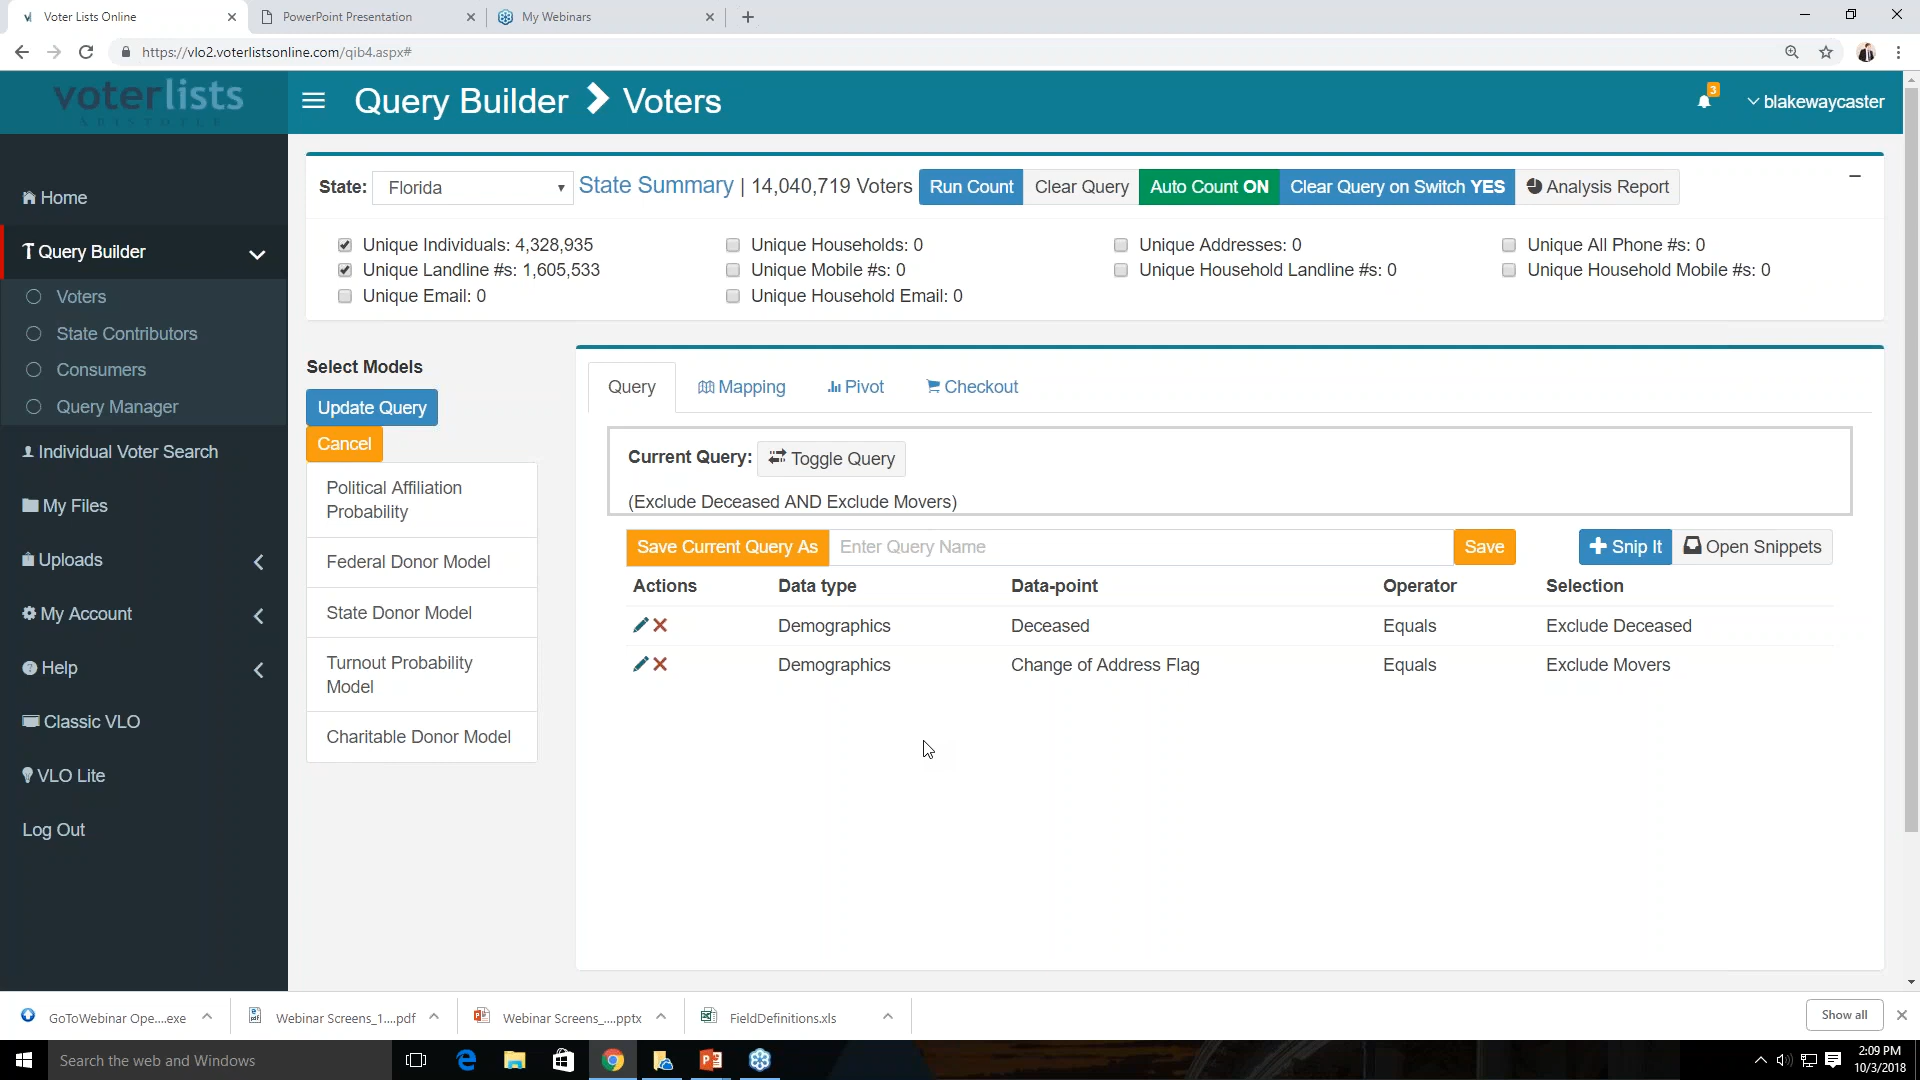 Voter Lists Online
PowerPoint Presentation
My Webinars
https://vlo2.voterlistsonline.com/qib4.aspx#
voterlists
ARISTOTLE
Query Builder
Voters
3
blakewaycaster
Home
Query Builder
Voters
State Contributors
Consumers
Query Manager
Individual Voter Search
My Files
Uploads
My Account
Help
Classic VLO
VLO Lite
Log Out
State: Florida State Summary | 14,040,719 Voters Run Count Clear Query Auto Count ON Clear Query on Switch YES Analysis Report
Unique Individuals: 4,328,935 Unique Households: 0 Unique Addresses: 0 Unique All Phone #s: 0
Unique Landline #s: 1,605,533 Unique Mobile #s: 0 Unique Household Landline #s: 0 Unique Household Mobile #s: 0
Unique Email: 0 Unique Household Email: 0
Select Models
Update Query
Cancel
Political Affiliation
Probability
Federal Donor Model
State Donor Model
Turnout Probability
Model
Charitable Donor Model
Query Mapping Pivot Checkout
Current Query: Toggle Query
(Exclude Deceased AND Exclude Movers)
Save Current Query As Enter Query Name Save Snip It Open Snippets
Actions Data type Data-point Operator Selection
Demographics Deceased Equals Exclude Deceased
Demographics Change of Address Flag Equals Exclude Movers
GoToWebinar Ope....exe Webinar Screens_1....pdf Webinar Screens_....pptx FieldDefinitions.xls Show all
Search the web and Windows
2:09 PM
10/3/2018